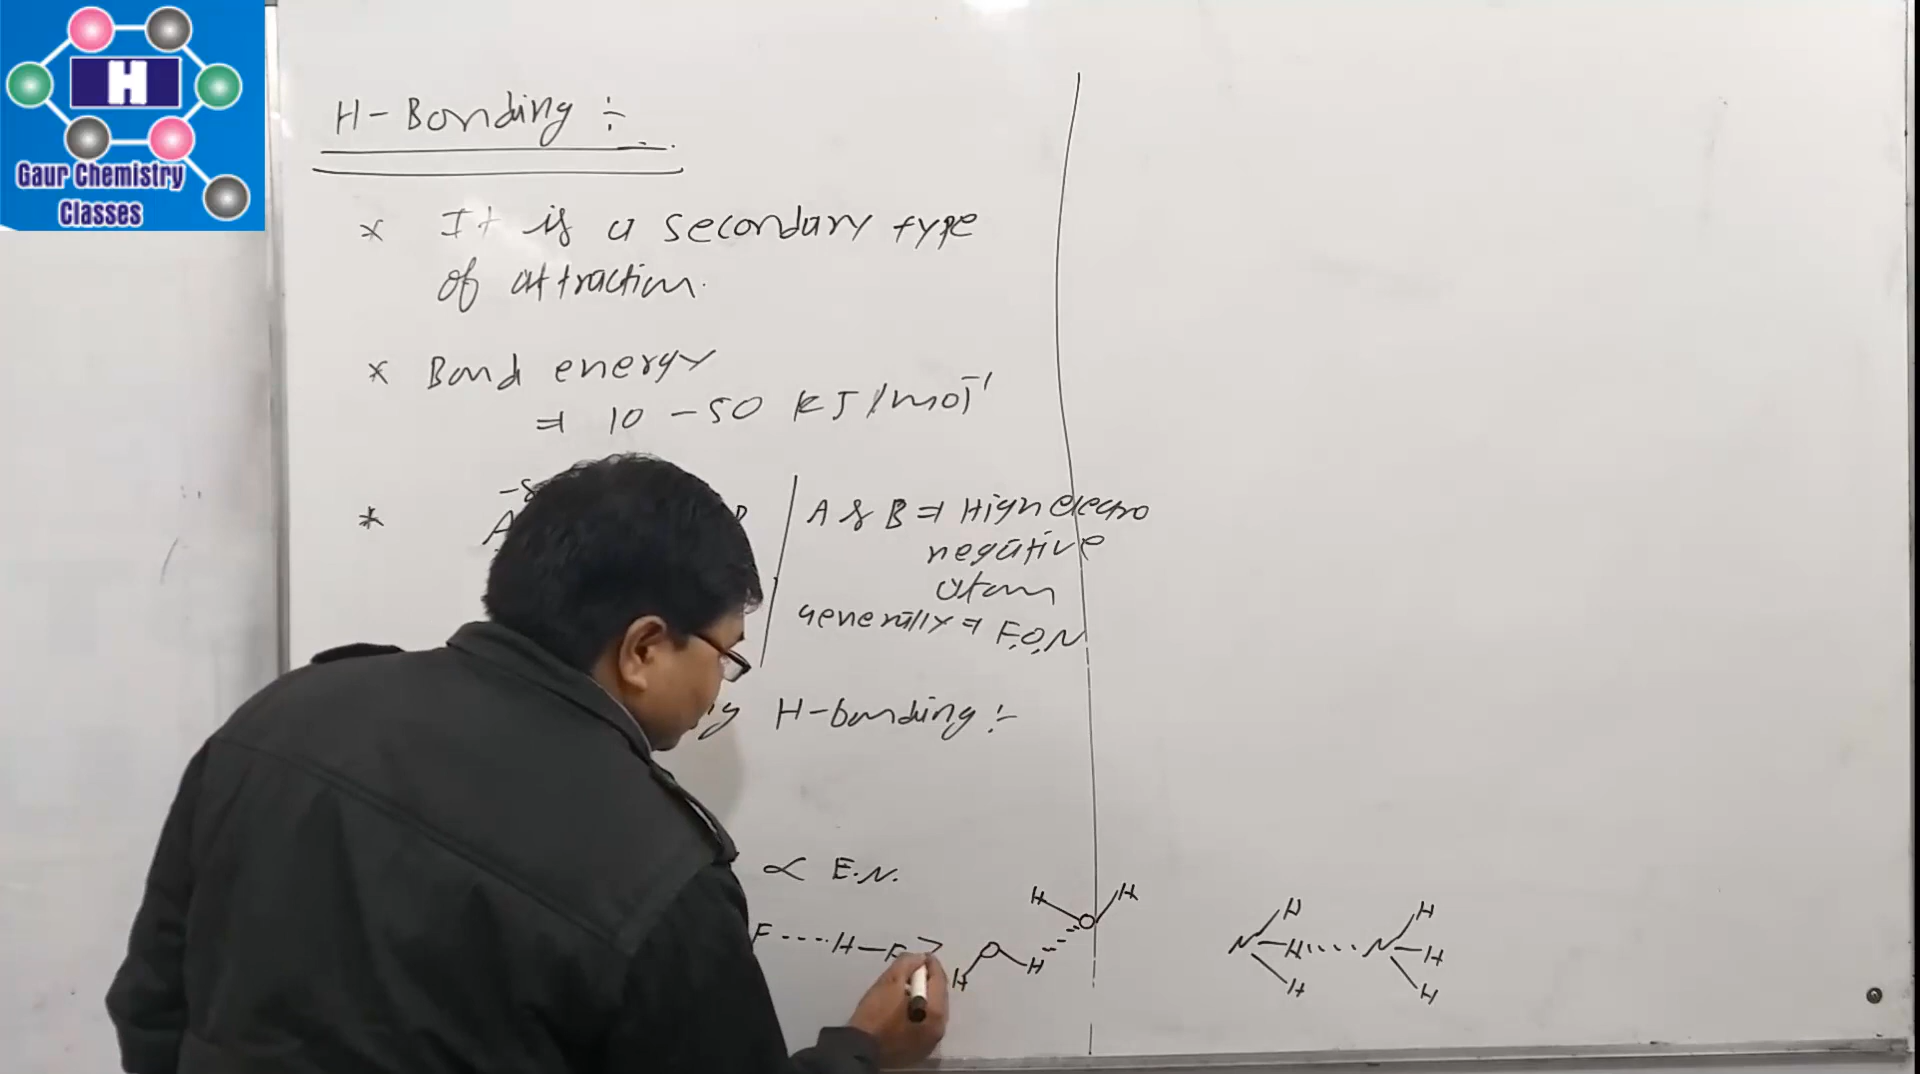 H
Gaur Chemistry
Classes
H-Bonding :-
* It is a secondary type
of attraction.
* Bond energy
⇒ 10 - 50 KJ/mol⁻¹
*
A & B ⇒ High electro
negative
atom
Generally ⇒ F,O,N
H-bonding :-
∝ E.N.
F ---- H—F >
H H
O
O
H H
H
N H .... N H
H H
H